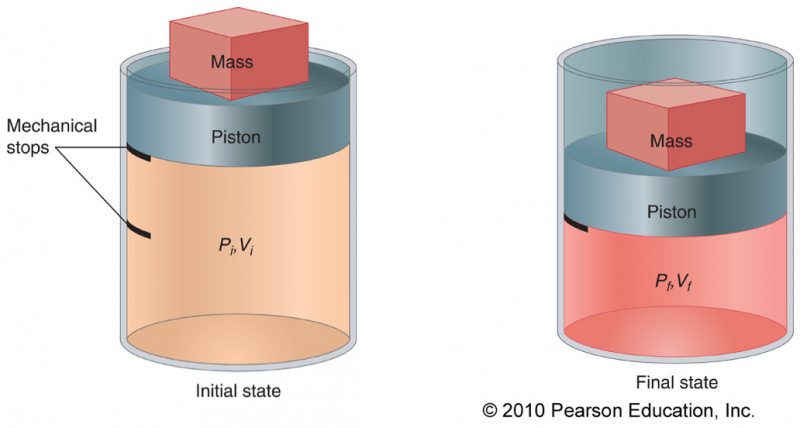 Mass
Mechanical
stops
Piston
Pi,Vi
Initial state
Mass
Piston
Pf,Vf
Final state
© 2010 Pearson Education, Inc.